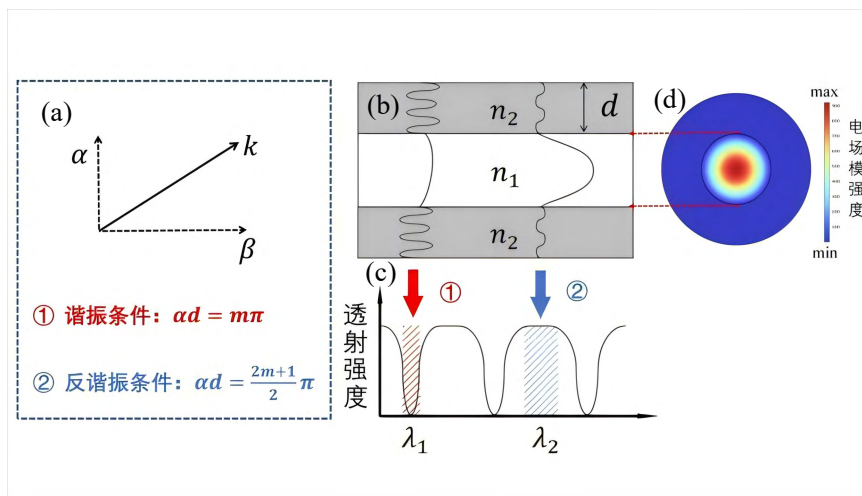 (a)
α
k
β
① 谐振条件：αd = mπ
② 反谐振条件：αd = \frac{2m+1}{2}π
(b)
n₂
d
n₁
n₂
(c)
①
②
透射强度
λ₁
λ₂
(d)
max
min
电场模强度